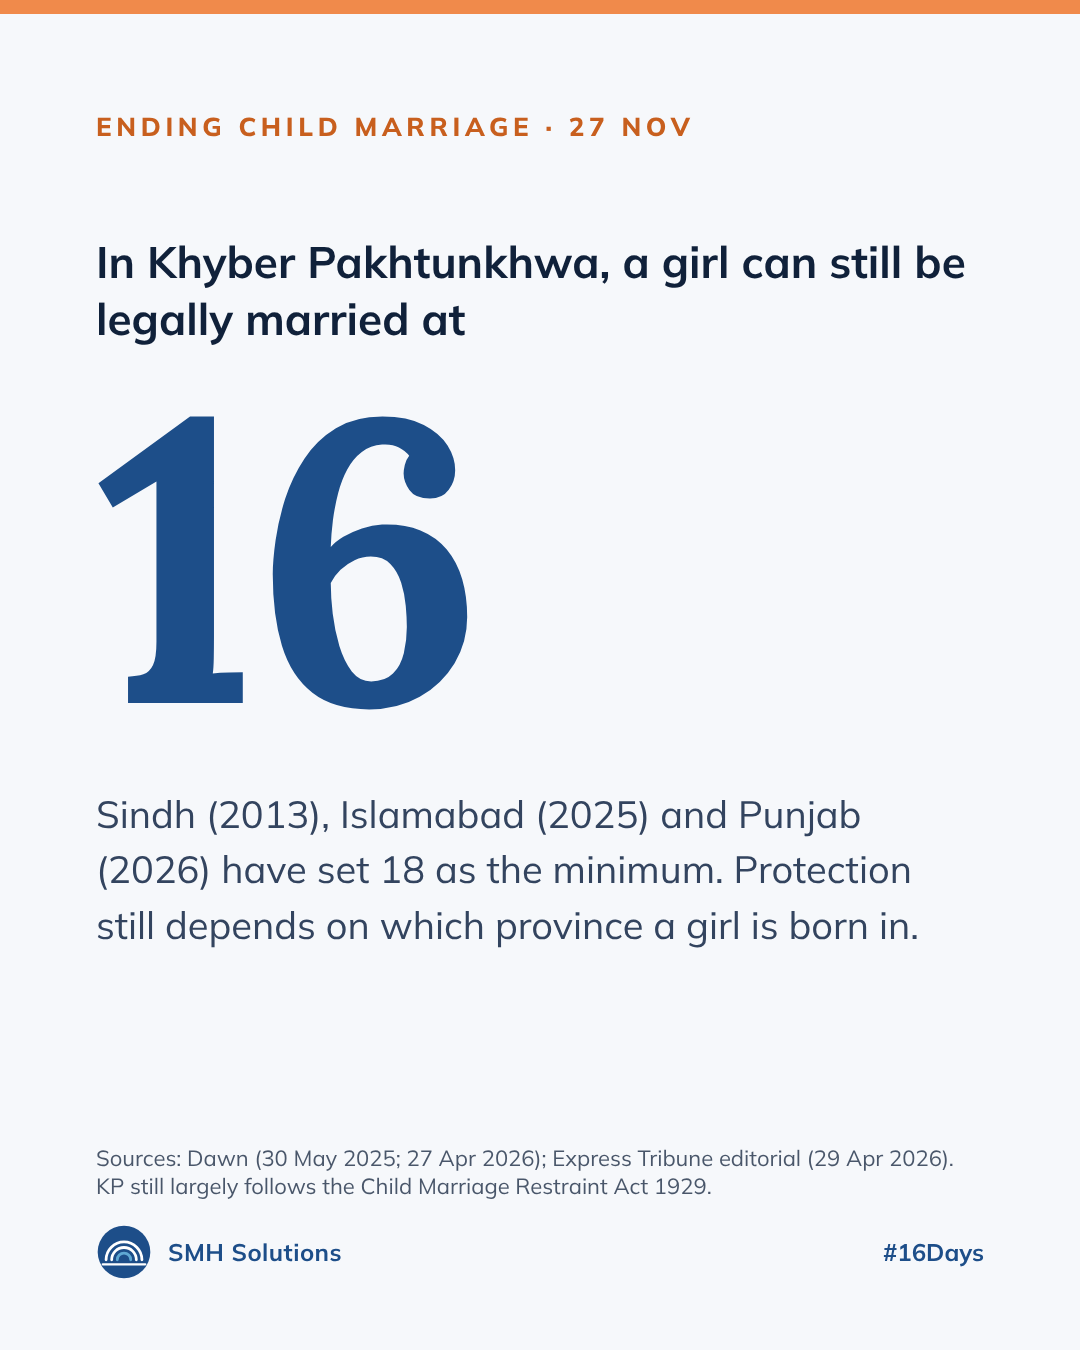 ENDING CHILD MARRIAGE · 27 NOV
In Khyber Pakhtunkhwa, a girl can still be
legally married at
16
Sindh (2013), Islamabad (2025) and Punjab
(2026) have set 18 as the minimum. Protection
still depends on which province a girl is born in.
Sources: Dawn (30 May 2025; 27 Apr 2026); Express Tribune editorial (29 Apr 2026).
KP still largely follows the Child Marriage Restraint Act 1929.
SMH Solutions
#16Days